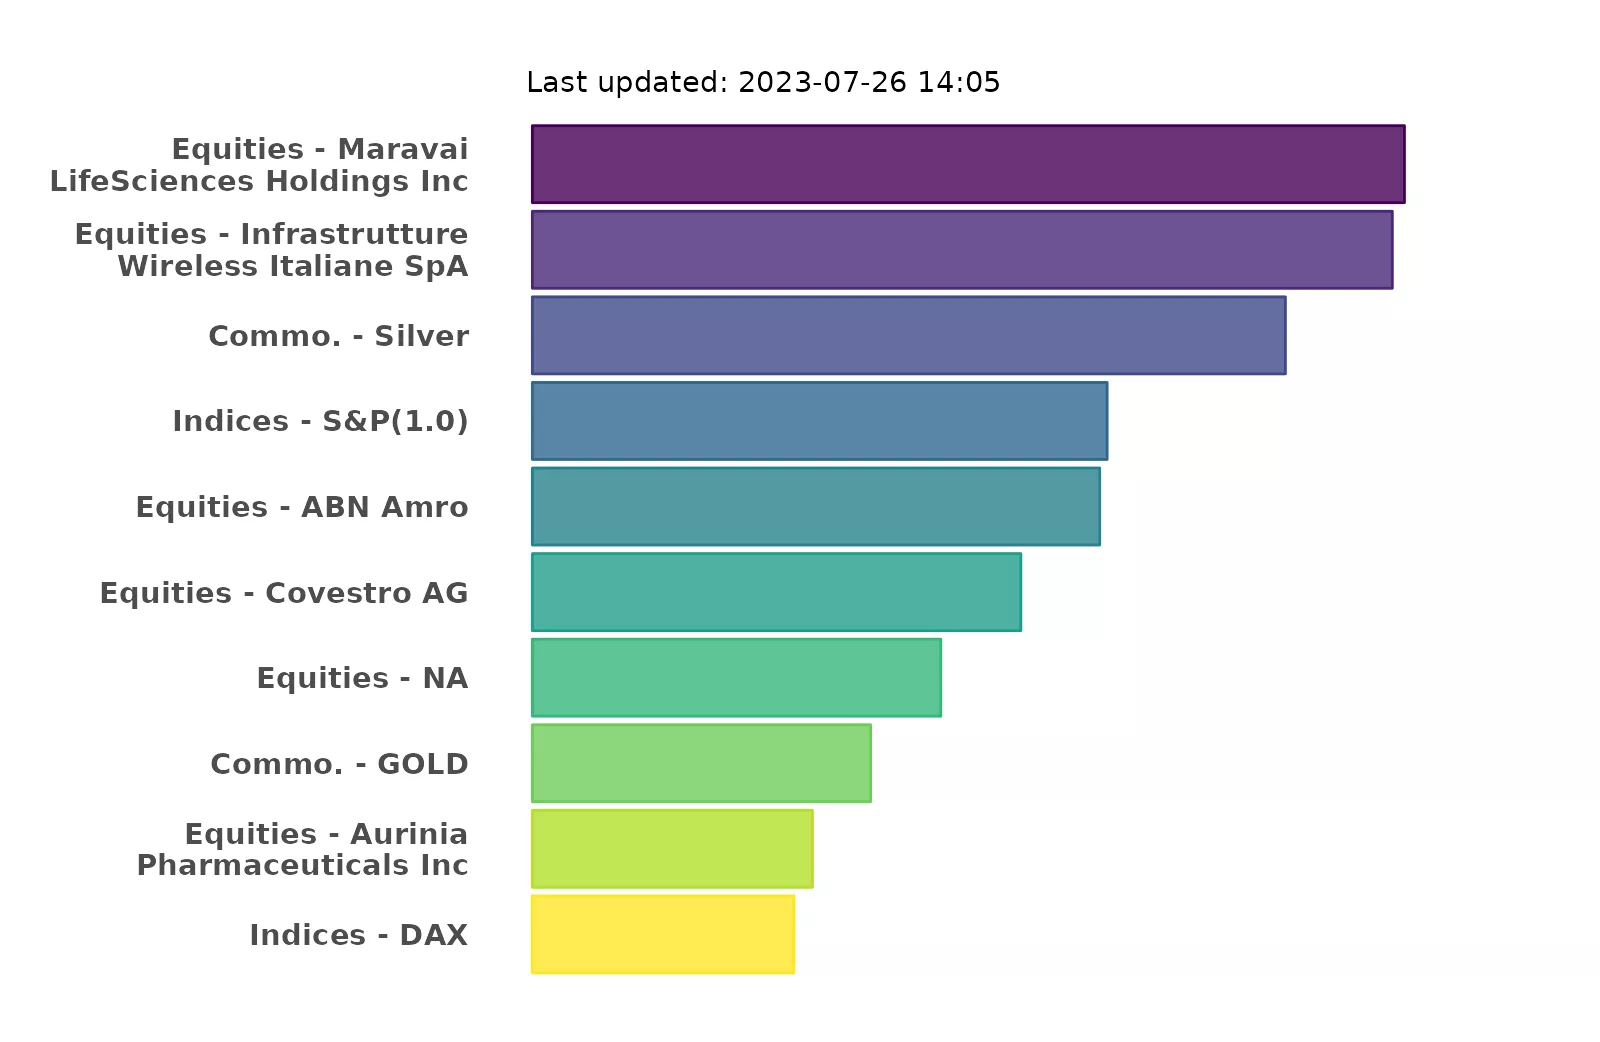 Last updated: 2023-07-26 14:05
Equities - Maravai
LifeSciences Holdings Inc
Equities - Infrastrutture
Wireless Italiane SpA
Commo. - Silver
Indices - S&P(1.0)
Equities - ABN Amro
Equities - Covestro AG
Equities - NA
Commo. - GOLD
Equities - Aurinia
Pharmaceuticals Inc
Indices - DAX